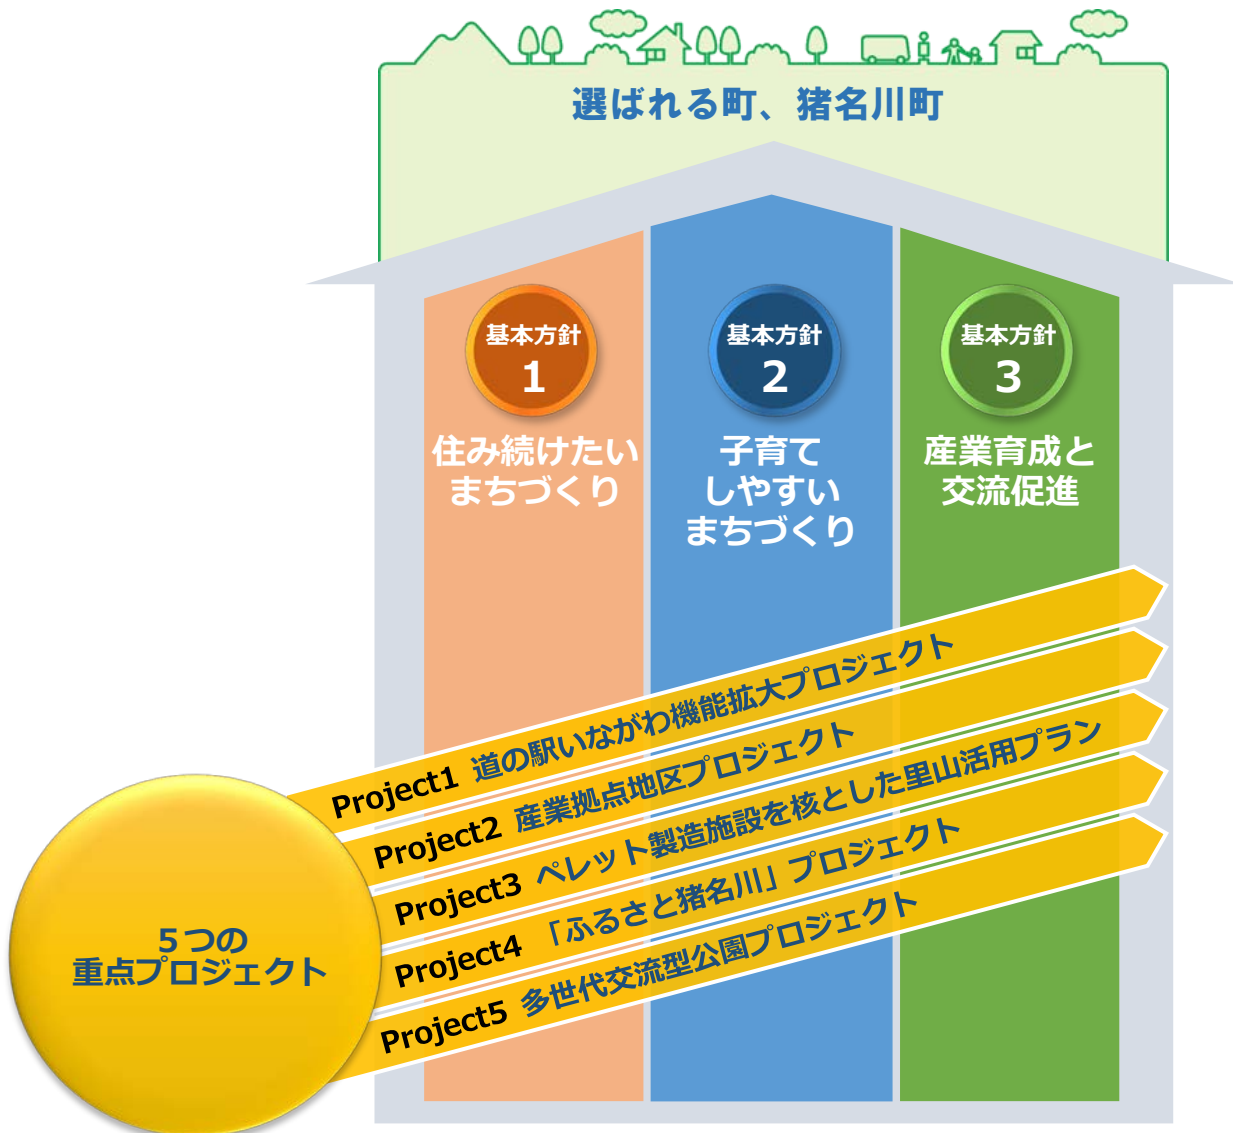 選ばれる町、猪名川町
基本方針
1
住み続けたい
まちづくり
基本方針
2
子育て
しやすい
まちづくり
基本方針
3
産業育成と
交流促進
5つの
重点プロジェクト
Project1 道の駅いながわ機能拡大プロジェクト
Project2 産業拠点地区プロジェクト
Project3 ペレット製造施設を核とした里山活用プラン
Project4 「ふるさと猪名川」プロジェクト
Project5 多世代交流型公園プロジェクト